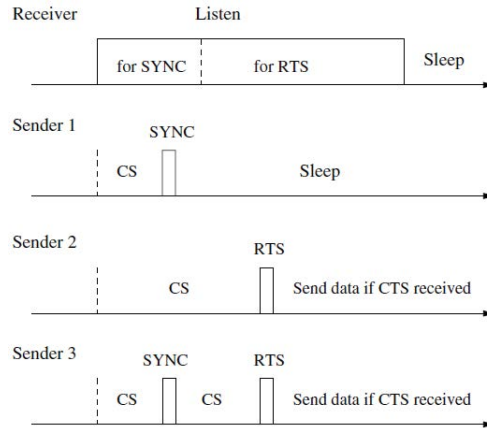 Receiver Listen
for SYNC for RTS Sleep
Sender 1
SYNC
CS Sleep
Sender 2
RTS
CS Send data if CTS received
Sender 3
SYNC RTS
CS CS Send data if CTS received